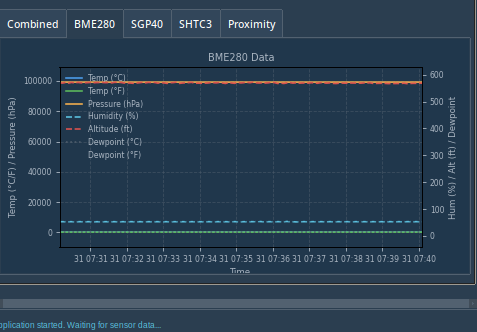 Combined BME280 SGP40 SHTC3 Proximity
BME280 Data
Temp (°C)
Temp (°F)
Pressure (hPa)
Humidity (%)
Altitude (ft)
Dewpoint (°C)
Dewpoint (°F)
Temp (°C/F) / Pressure (hPa)
100000
80000
60000
40000
20000
0
Hum (%) / Alt (ft) / Dewpoint
600
500
400
300
200
100
0
31 07:31 31 07:32 31 07:33 31 07:34 31 07:35 31 07:36 31 07:37 31 07:38 31 07:39 31 07:40
Time
pplication started. Waiting for sensor data...